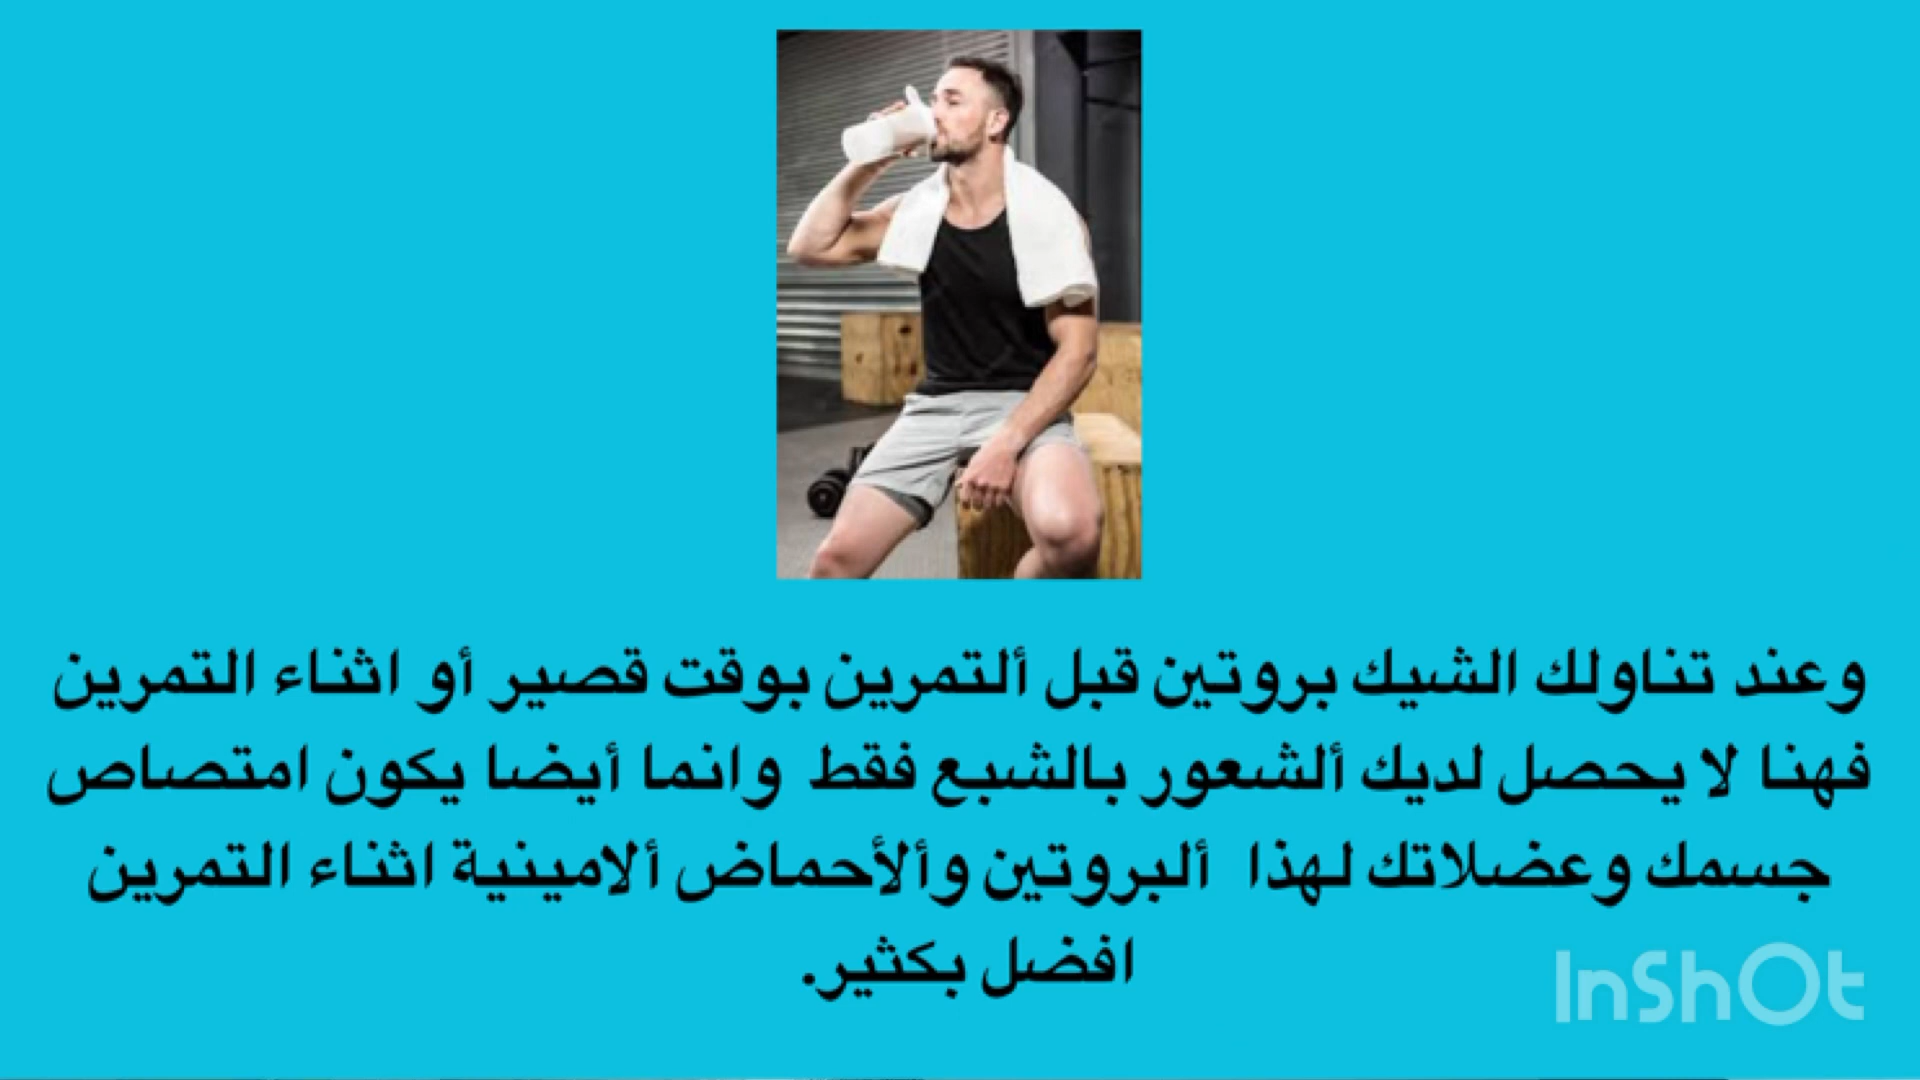 وعند تناولك الشيك بروتين قبل ألتمرين بوقت قصير أو اثناء التمرين
فهنا لا يحصل لديك ألشعور بالشبع فقط وانما أيضا يكون امتصاص
جسمك وعضلاتك لهذا ألبروتين وألأحماض ألامينية اثناء التمرين
افضل بكثير.
InShOt